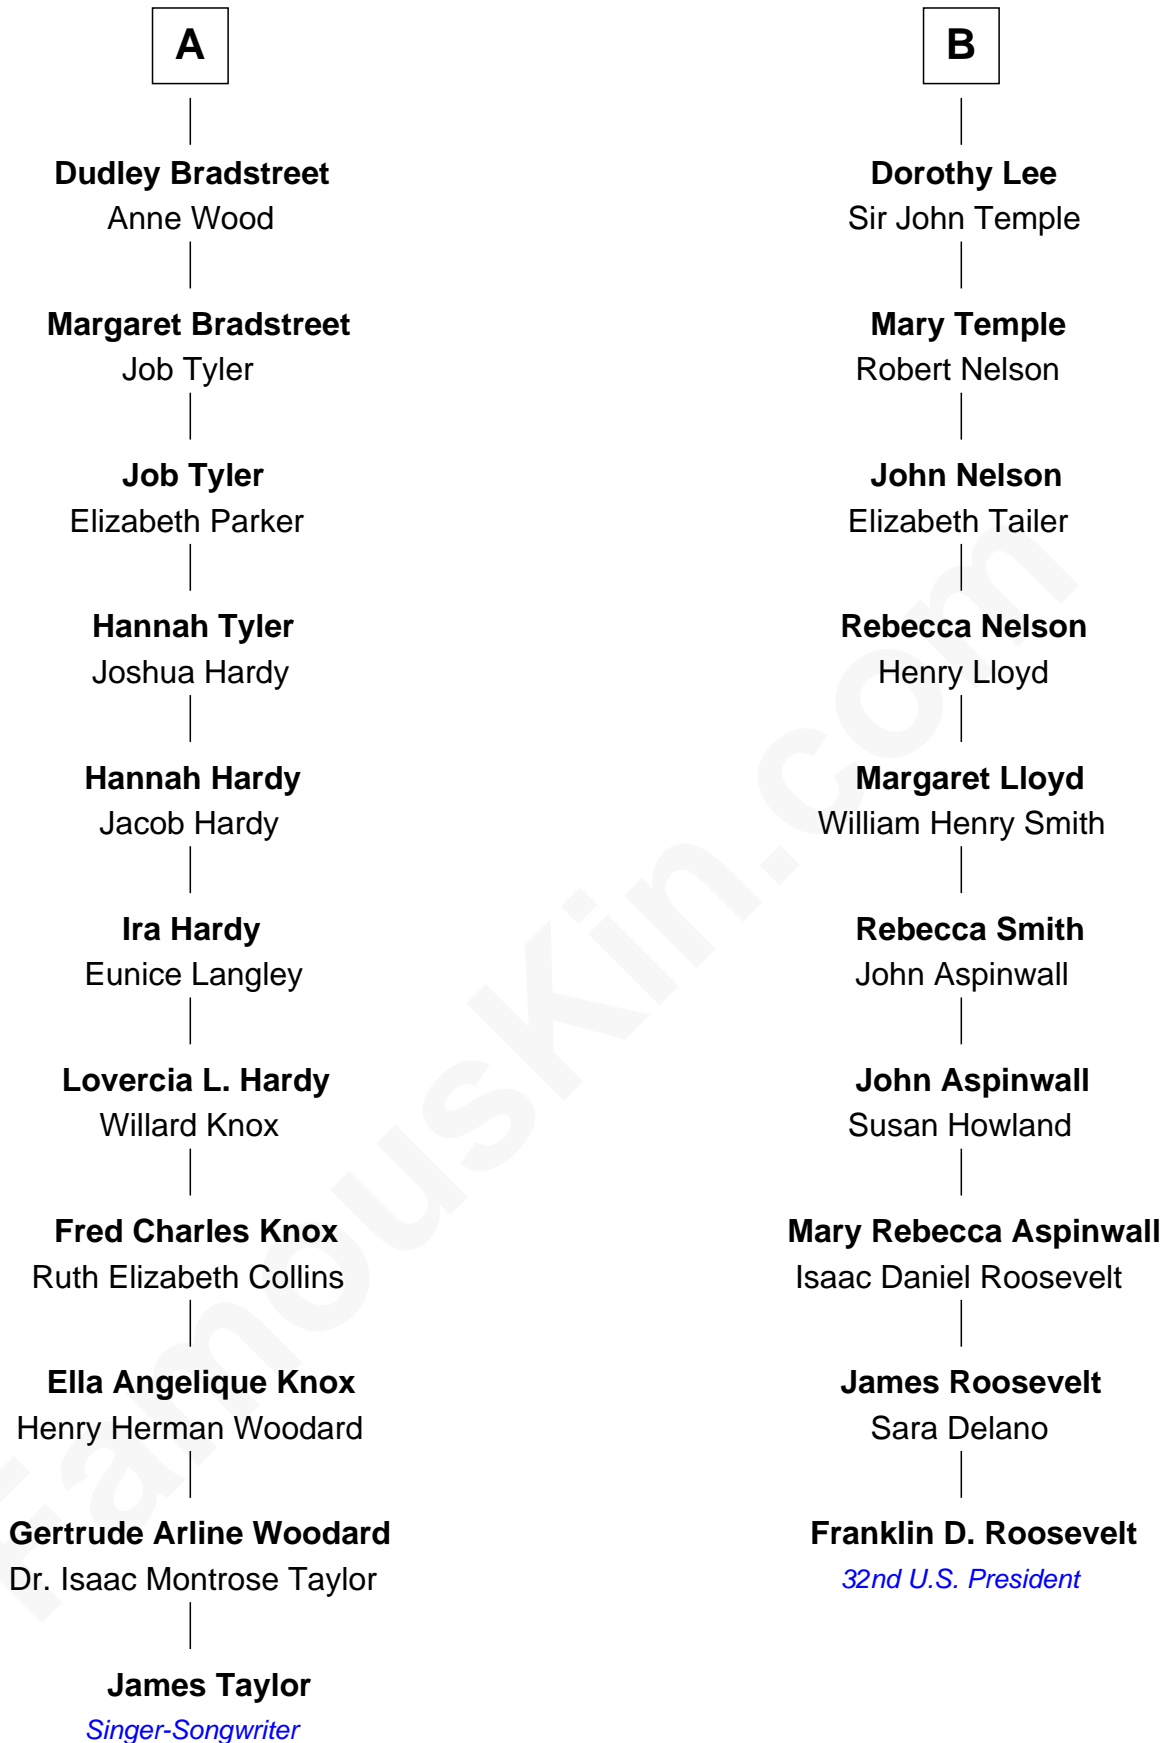 A
Dudley Bradstreet
Anne Wood
Margaret Bradstreet
Job Tyler
Job Tyler
Elizabeth Parker
Hannah Tyler
Joshua Hardy
Hannah Hardy
Jacob Hardy
Ira Hardy
Eunice Langley
Lovercia L. Hardy
Willard Knox
Fred Charles Knox
Ruth Elizabeth Collins
Ella Angelique Knox
Henry Herman Woodard
Gertrude Arline Woodard
Dr. Isaac Montrose Taylor
James Taylor
Singer-Songwriter
B
Dorothy Lee
Sir John Temple
Mary Temple
Robert Nelson
John Nelson
Elizabeth Tailer
Rebecca Nelson
Henry Lloyd
Margaret Lloyd
William Henry Smith
Rebecca Smith
John Aspinwall
John Aspinwall
Susan Howland
Mary Rebecca Aspinwall
Isaac Daniel Roosevelt
James Roosevelt
Sara Delano
Franklin D. Roosevelt
32nd U.S. President
FamousKin.com